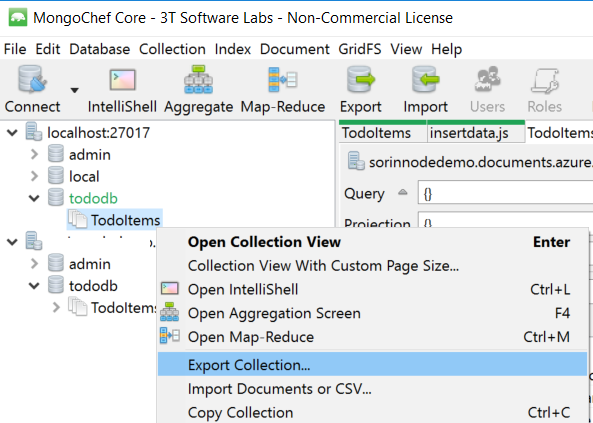 MongoChef Core - 3T Software Labs - Non-Commercial License
File Edit Database Collection Index Document GridFS View Help
Connect IntelliShell Aggregate Map-Reduce Export Import Users Roles
localhost:27017
admin
local
tododb
TodoItems
admin
tododb
TodoItems
TodoItems insertdata.js TodoItems
sorinnodedemo.documents.azure.
Query {}
Projection {}
Open Collection View Enter
Collection View With Custom Page Size...
Open IntelliShell Ctrl+L
Open Aggregation Screen F4
Open Map-Reduce Ctrl+M
Export Collection...
Import Documents or CSV...
Copy Collection Ctrl+C